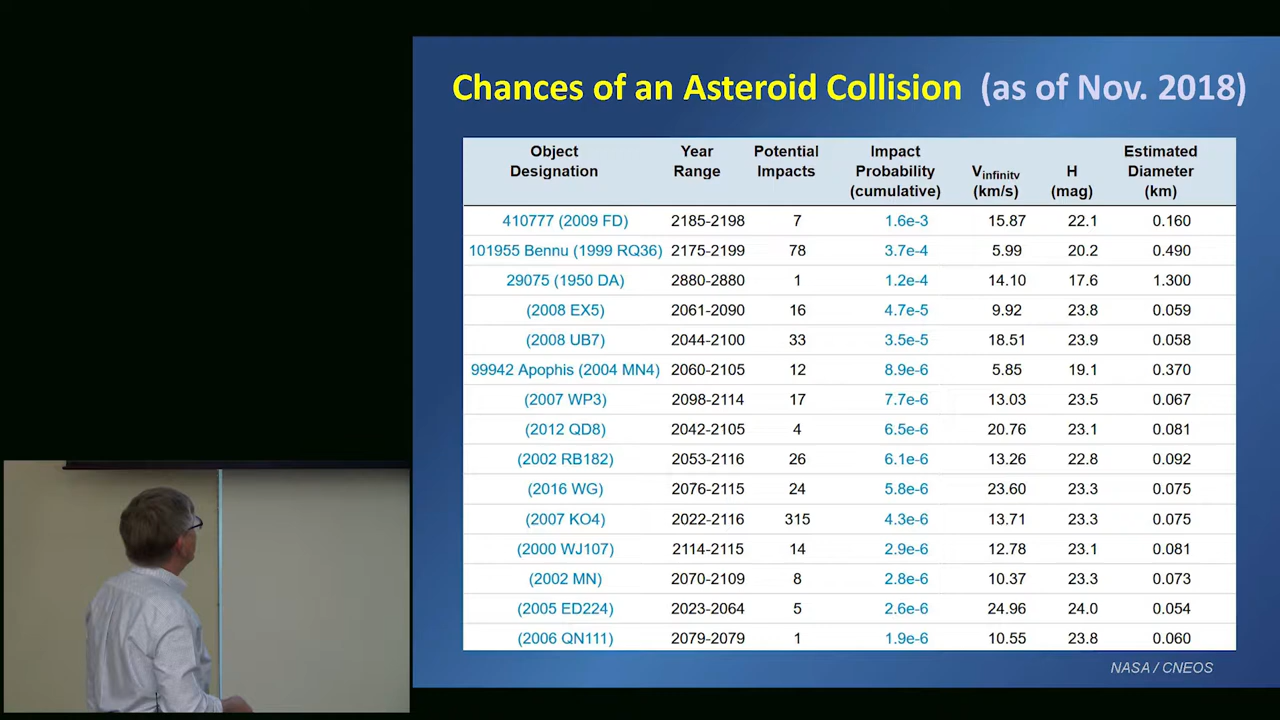 Chances of an Asteroid Collision (as of Nov. 2018)
Object Designation Year Range Potential Impacts Impact Probability (cumulative) Vinfinity (km/s) H (mag) Estimated Diameter (km)
410777 (2009 FD) 2185-2198 7 1.6e-3 15.87 22.1 0.160
101955 Bennu (1999 RQ36) 2175-2199 78 3.7e-4 5.99 20.2 0.490
29075 (1950 DA) 2880-2880 1 1.2e-4 14.10 17.6 1.300
(2008 EX5) 2061-2090 16 4.7e-5 9.92 23.8 0.059
(2008 UB7) 2044-2100 33 3.5e-5 18.51 23.9 0.058
99942 Apophis (2004 MN4) 2060-2105 12 8.9e-6 5.85 19.1 0.370
(2007 WP3) 2098-2114 17 7.7e-6 13.03 23.5 0.067
(2012 QD8) 2042-2105 4 6.5e-6 20.76 23.1 0.081
(2002 RB182) 2053-2116 26 6.1e-6 13.26 22.8 0.092
(2016 WG) 2076-2115 24 5.8e-6 23.60 23.3 0.075
(2007 KO4) 2022-2116 315 4.3e-6 13.71 23.3 0.075
(2000 WJ107) 2114-2115 14 2.9e-6 12.78 23.1 0.081
(2002 MN) 2070-2109 8 2.8e-6 10.37 23.3 0.073
(2005 ED224) 2023-2064 5 2.6e-6 24.96 24.0 0.054
(2006 QN111) 2079-2079 1 1.9e-6 10.55 23.8 0.060
NASA / CNEOS